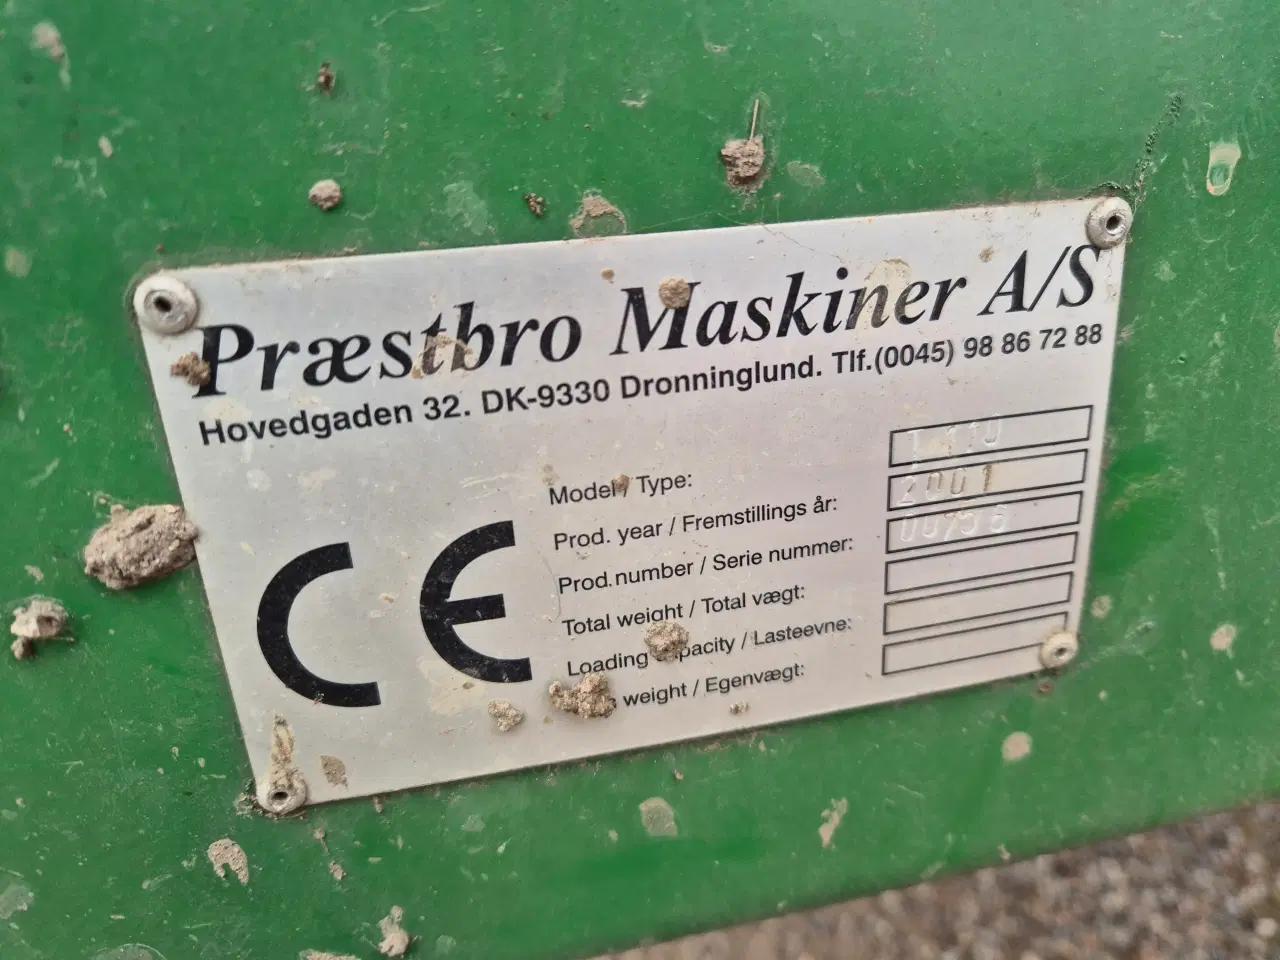 Præstbro Maskiner A/S
Hovedgaden 32. DK-9330 Dronninglund. Tlf.(0045) 98 86 72 88
CE
Model / Type: T 110
Prod. year / Fremstillings år: 2001
Prod.number / Serie nummer:
Total weight / Total vægt:
Loading / Lasteevne:
weight / Egenvægt: